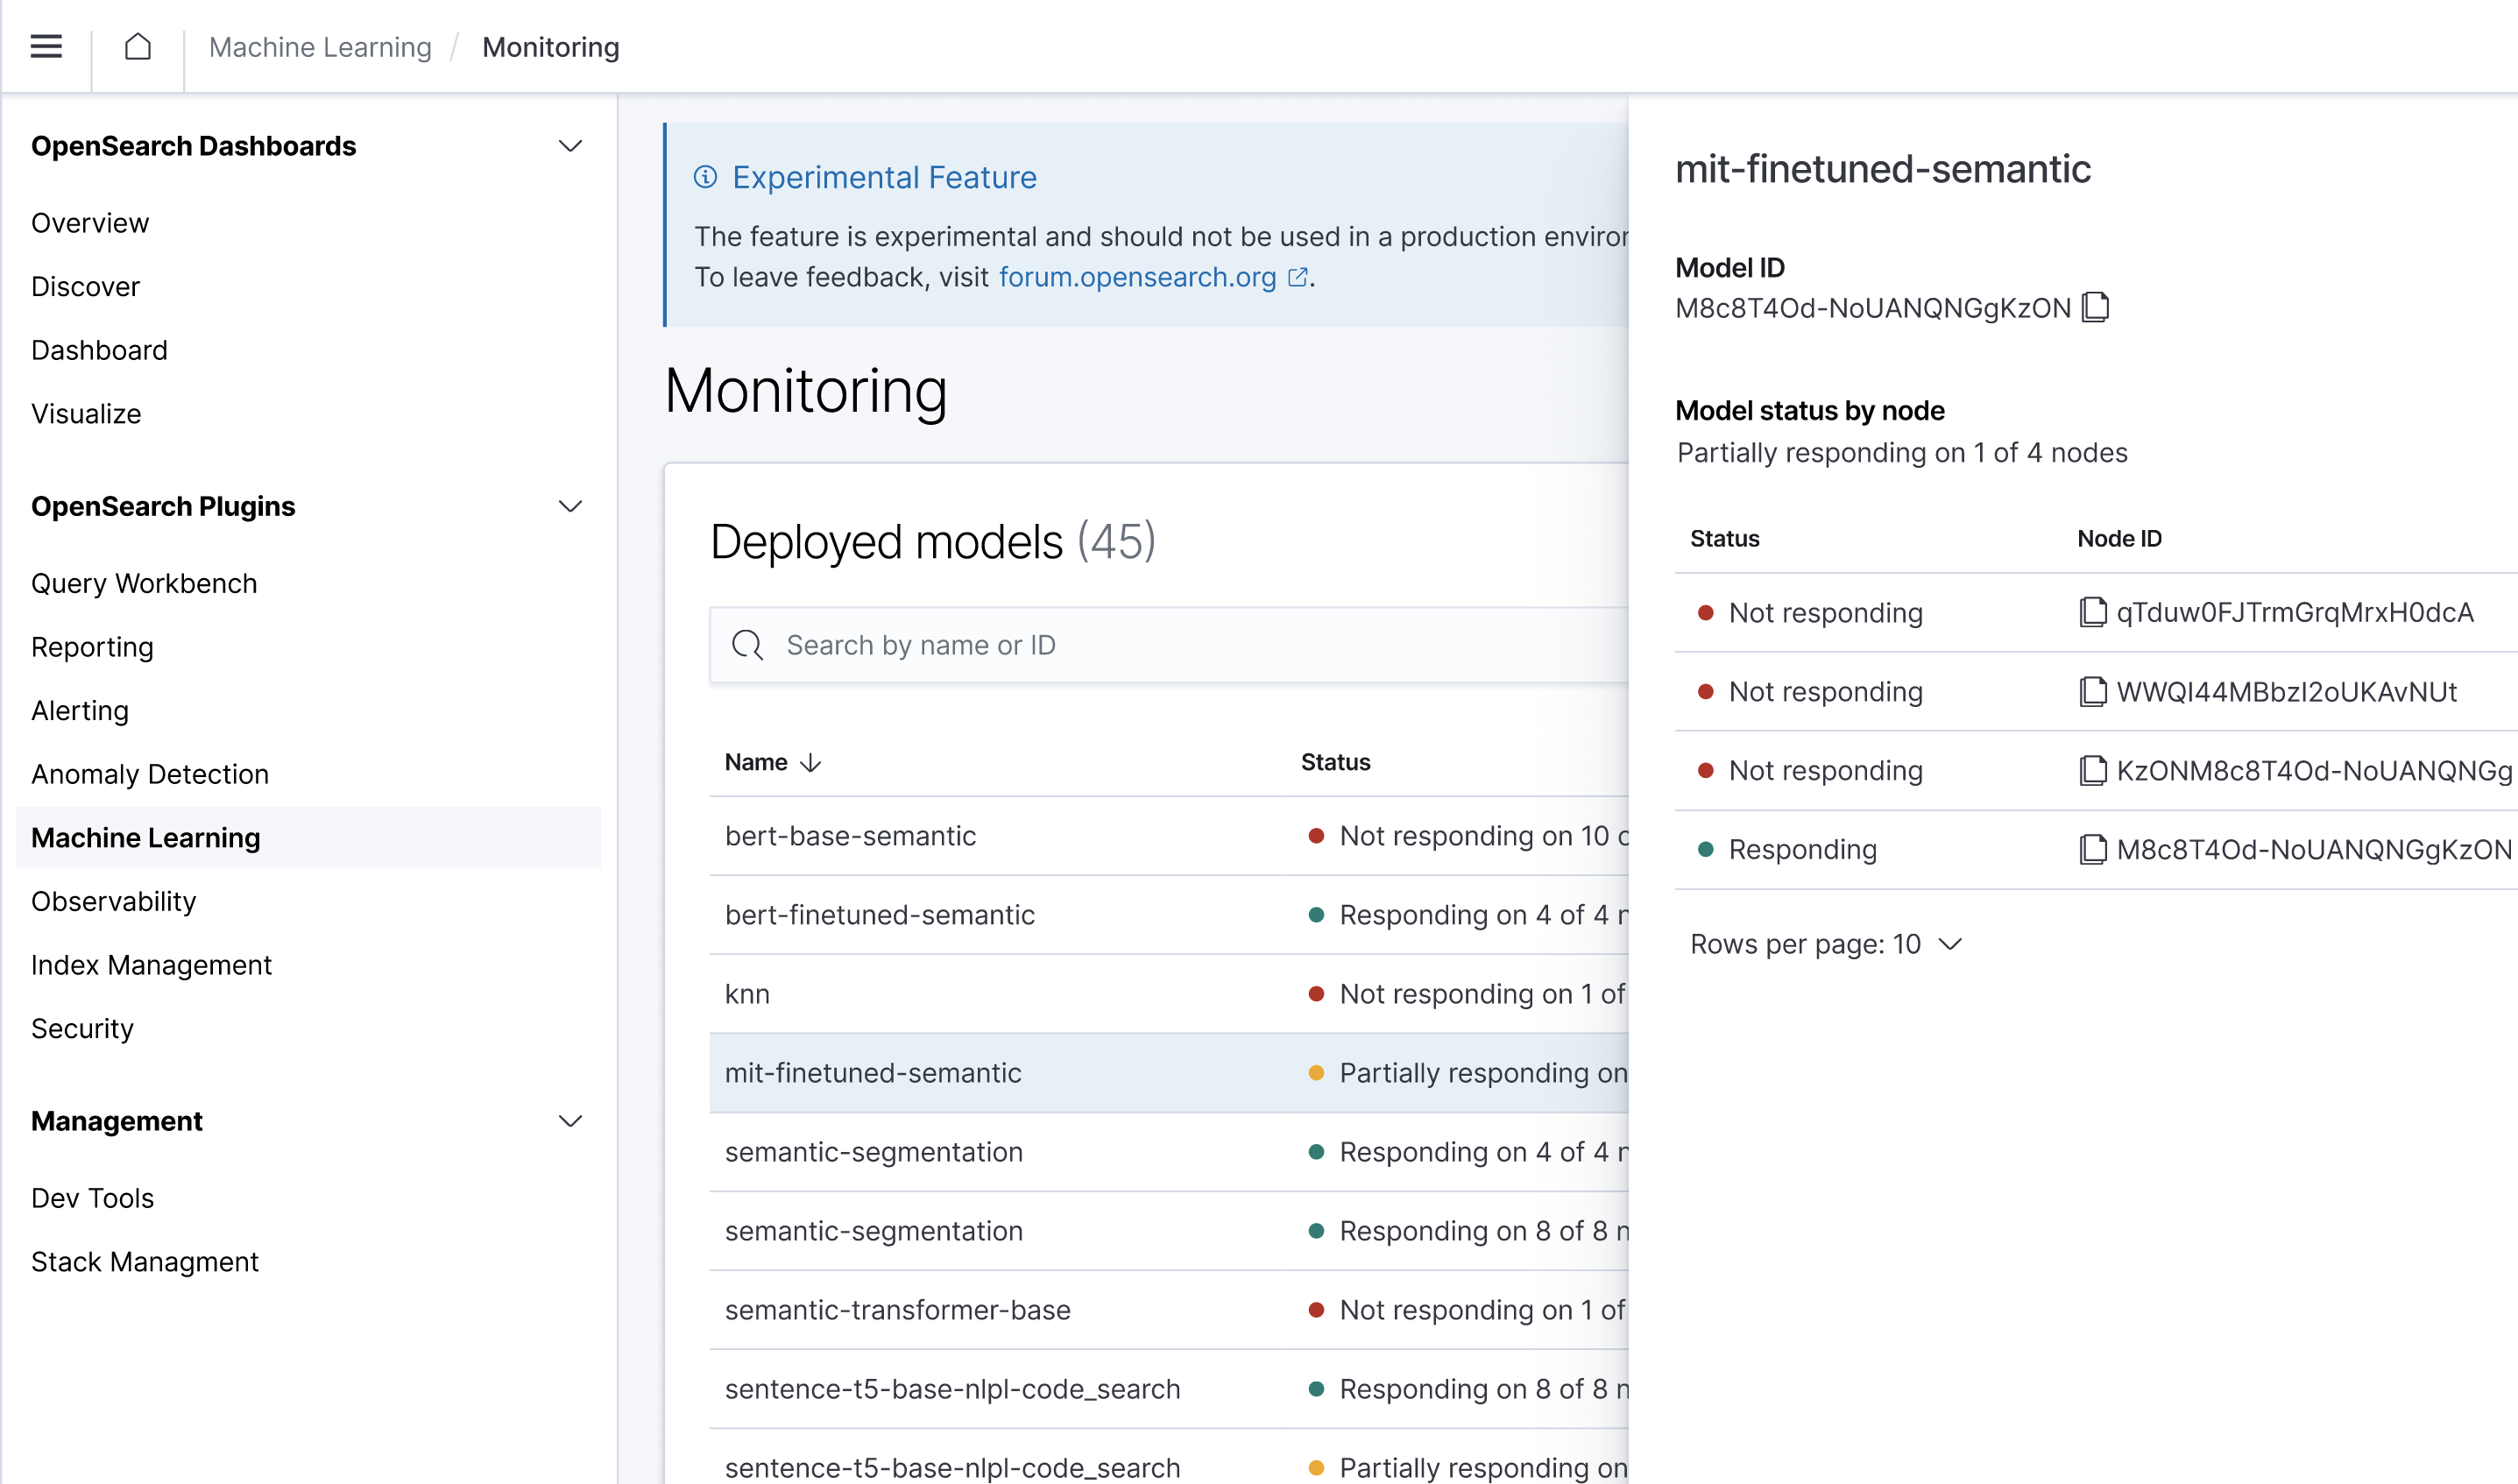 Machine Learning / Monitoring
OpenSearch Dashboards
Overview
Discover
Dashboard
Visualize
OpenSearch Plugins
Query Workbench
Reporting
Alerting
Anomaly Detection
Machine Learning
Observability
Index Management
Security
Management
Dev Tools
Stack Managment
Experimental Feature
The feature is experimental and should not be used in a production
To leave feedback, visit forum.opensearch.org.
Monitoring
Deployed models (45)
Search by name or ID
Name Status
bert-base-semantic Not responding on 10
bert-finetuned-semantic Responding on 4 of 4
knn Not responding on 1 of
mit-finetuned-semantic Partially responding on
semantic-segmentation Responding on 4 of 4
semantic-segmentation Responding on 8 of 8
semantic-transformer-base Not responding on 1 of
sentence-t5-base-nlpl-code_search Responding on 8 of 8
sentence-t5-base-nlpl-code_search Partially responding on
mit-finetuned-semantic
Model ID
M8c8T4Od-NoUANQNGgKzON
Model status by node
Partially responding on 1 of 4 nodes
Status Node ID
Not responding qTduw0FJTrmGrqMrxH0dcA
Not responding WWQI44MBbzI2oUKAvNUt
Not responding KzONM8c8T4Od-NoUANQNGg
Responding M8c8T4Od-NoUANQNGgKzON
Rows per page: 10